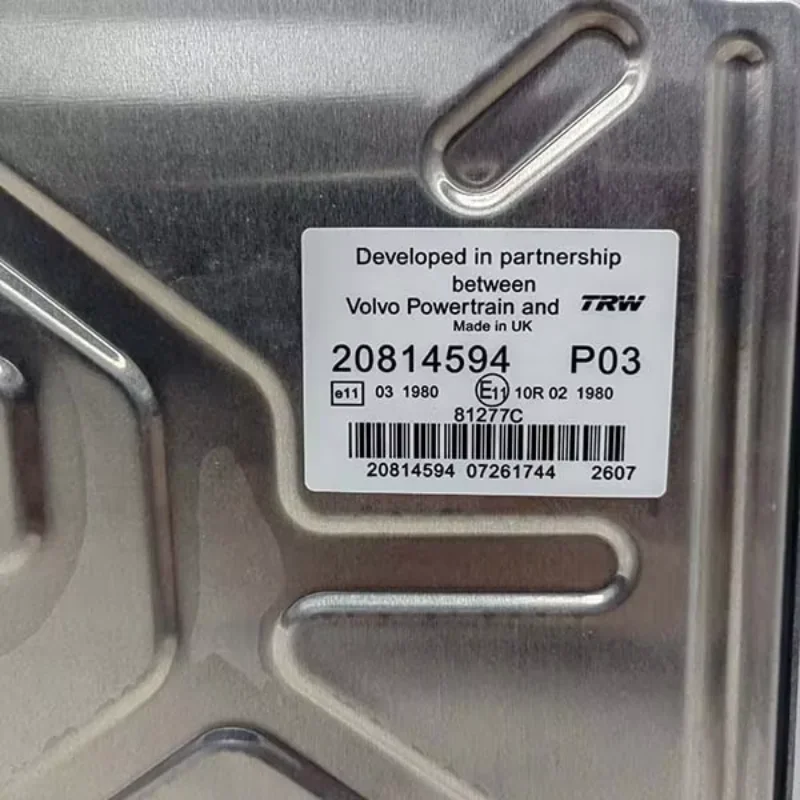 Developed in partnership
between
Volvo Powertrain and TRW
Made in UK
20814594 P03
e11 03 1980 E11 10R 02 1980
81277C
20814594 07261744 2607